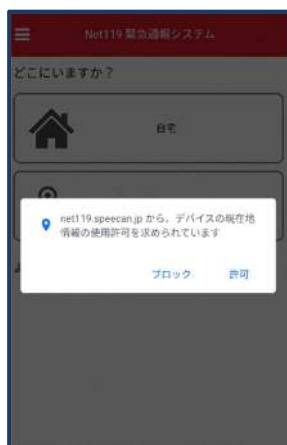 Net119 緊急通報システム
どこにいますか？
自宅
net119.speecan.jp から、デバイスの現在地
情報の使用許可を求められています
ブロック
許可